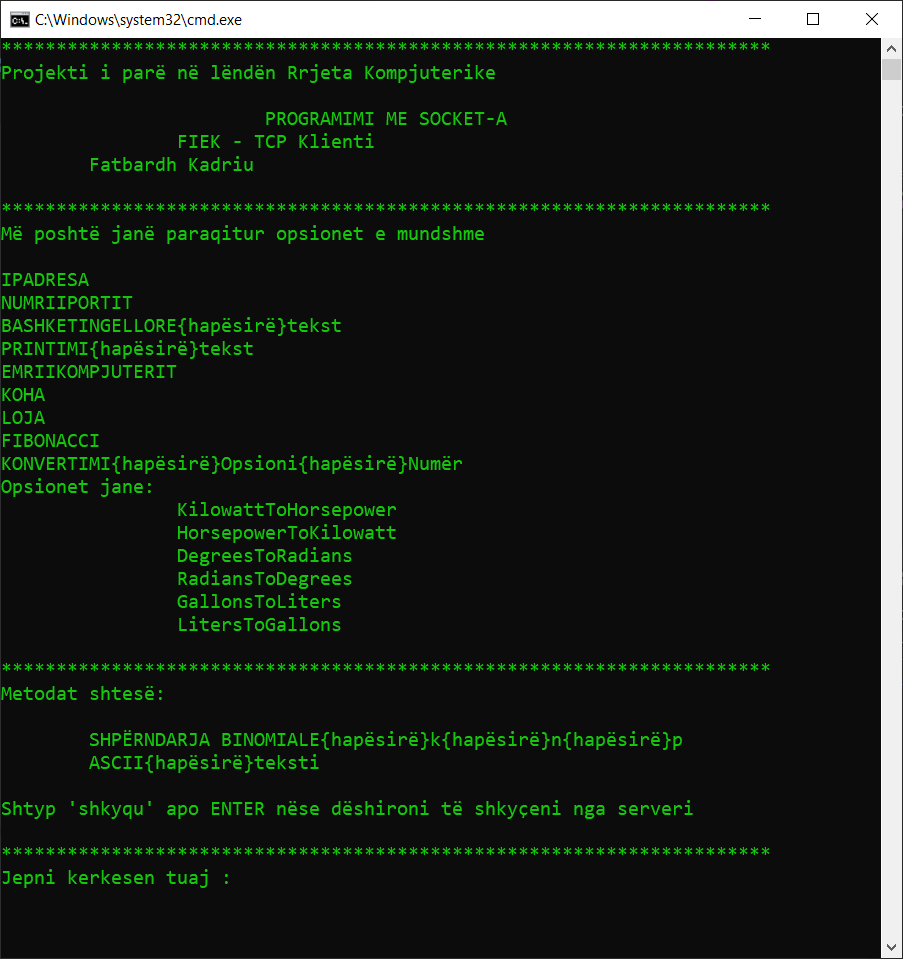 C:\Windows\system32\cmd.exe
**********************************************************************
Projekti i parë në lëndën Rrjeta Kompjuterike
PROGRAMIMI ME SOCKET-A
FIEK - TCP Klienti
Fatbardh Kadriu
**********************************************************************
Më poshtë janë paraqitur opsionet e mundshme
IPADRESA
NUMRIIPORTIT
BASHKETINGELLORE{hapësirë}tekst
PRINTIMI{hapësirë}tekst
EMRIIKOMPJUTERIT
KOHA
LOJA
FIBONACCI
KONVERTIMI{hapësirë}Opsioni{hapësirë}Numër
Opsionet jane:
KilowattToHorsepower
HorsepowerToKilowatt
DegreesToRadians
RadiansToDegrees
GallonsToLiters
LitersToGallons
**********************************************************************
Metodat shtesë:
SHPËRNDARJA BINOMIALE{hapësirë}k{hapësirë}n{hapësirë}p
ASCII{hapësirë}teksti
Shtyp 'shkyqu' apo ENTER nëse dëshironi të shkyçeni nga serveri
**********************************************************************
Jepni kerkesen tuaj :